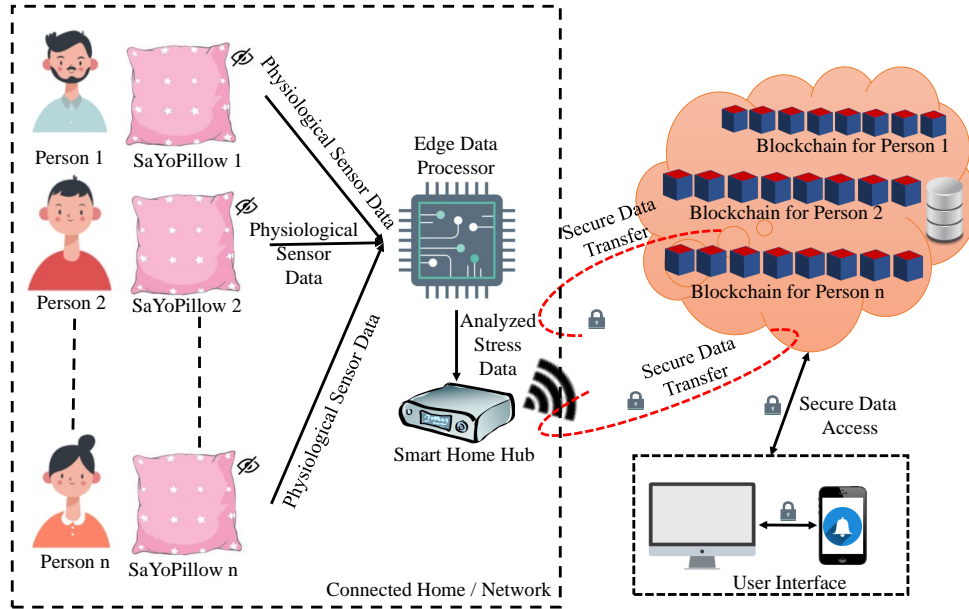 Person 1
SaYoPillow 1
Physiological Sensor Data
Edge Data
Processor
Person 2
SaYoPillow 2
Physiological
Sensor
Data
Physiological Sensor Data
Analyzed
Stress
Data
Smart Home Hub
Person n
SaYoPillow n
Connected Home / Network
Blockchain for Person 1
Blockchain for Person 2
Blockchain for Person n
Secure Data
Transfer
Secure Data
Transfer
Secure Data
Access
User Interface